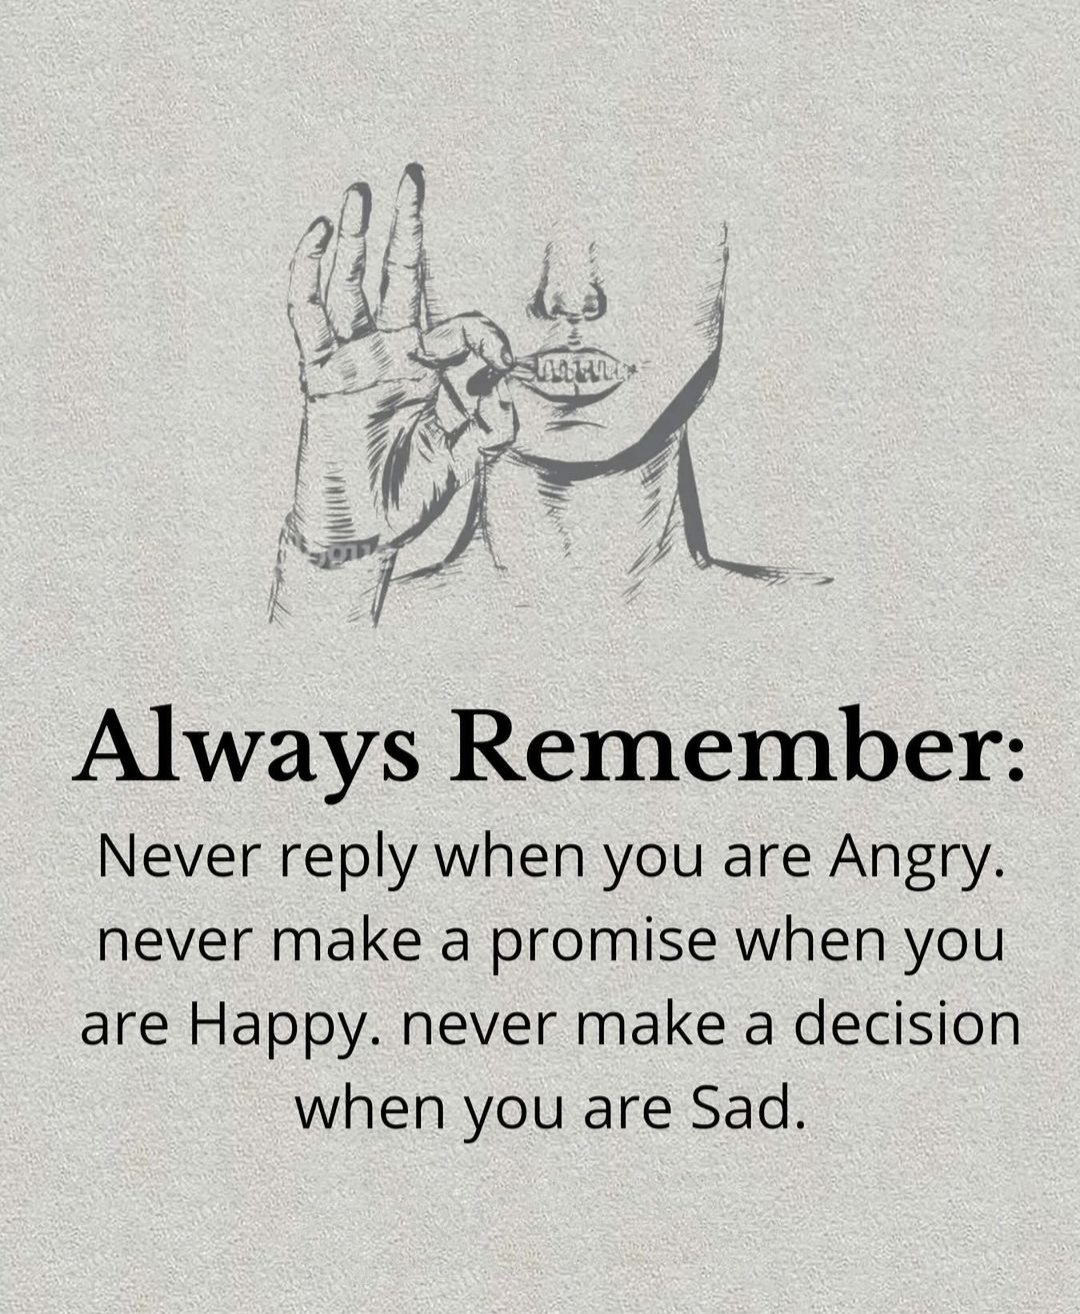 Always Remember:
Never reply when you are Angry.
never make a promise when you
are Happy. never make a decision
when you are Sad.